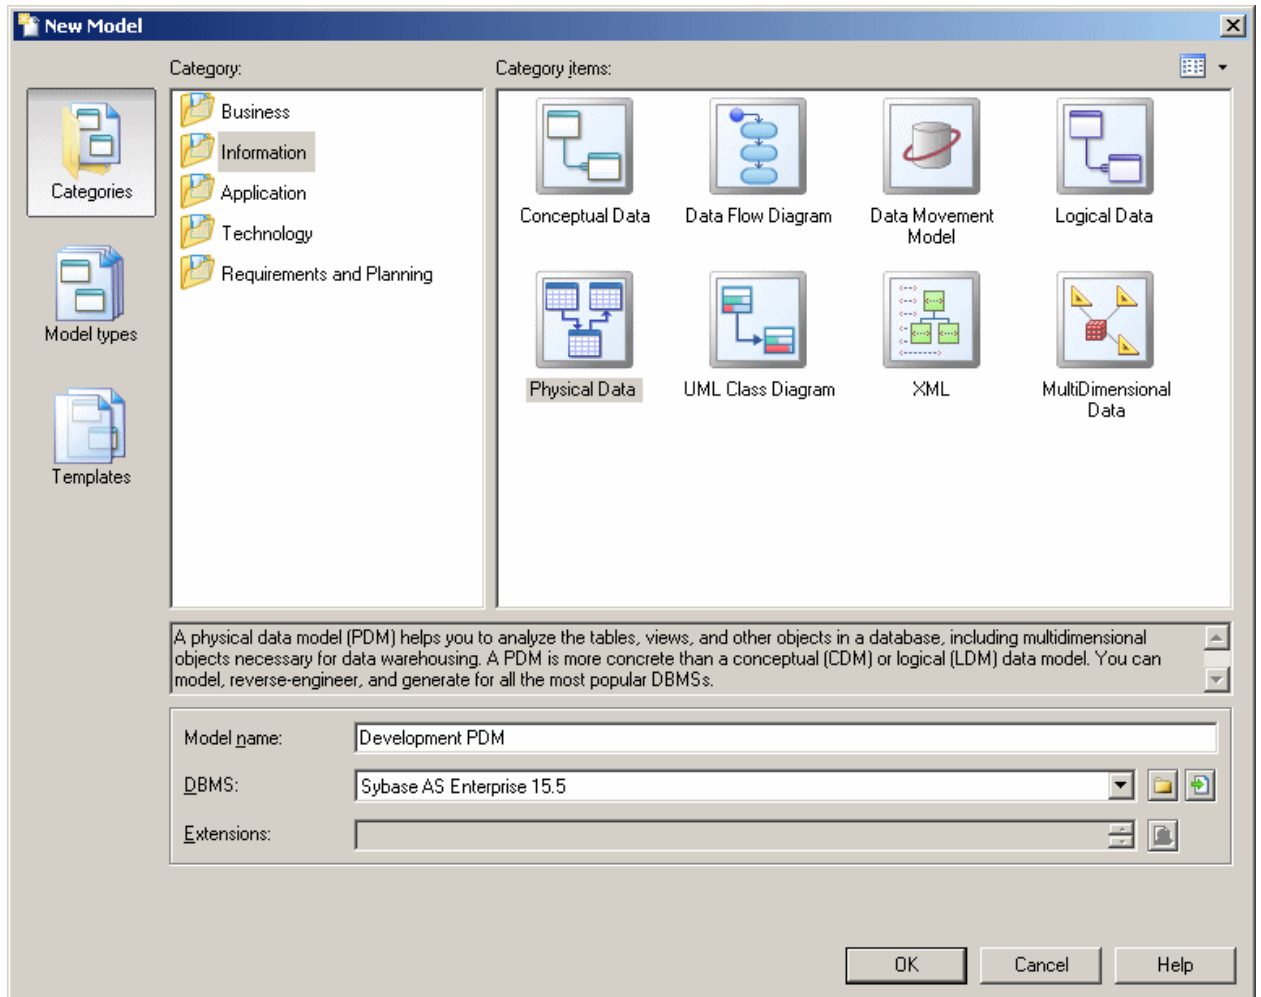 New Model
Category:
Category items:
Categories
Model types
Templates
Business
Information
Application
Technology
Requirements and Planning
Conceptual Data
Data Flow Diagram
Data Movement
Model
Logical Data
Physical Data
UML Class Diagram
XML
MultiDimensional
Data
A physical data model (PDM) helps you to analyze the tables, views, and other objects in a database, including multidimensional
objects necessary for data warehousing. A PDM is more concrete than a conceptual (CDM) or logical (LDM) data model. You can
model, reverse-engineer, and generate for all the most popular DBMSs.
Model name:
Development PDM
DBMS:
Sybase AS Enterprise 15.5
Extensions:
OK
Cancel
Help